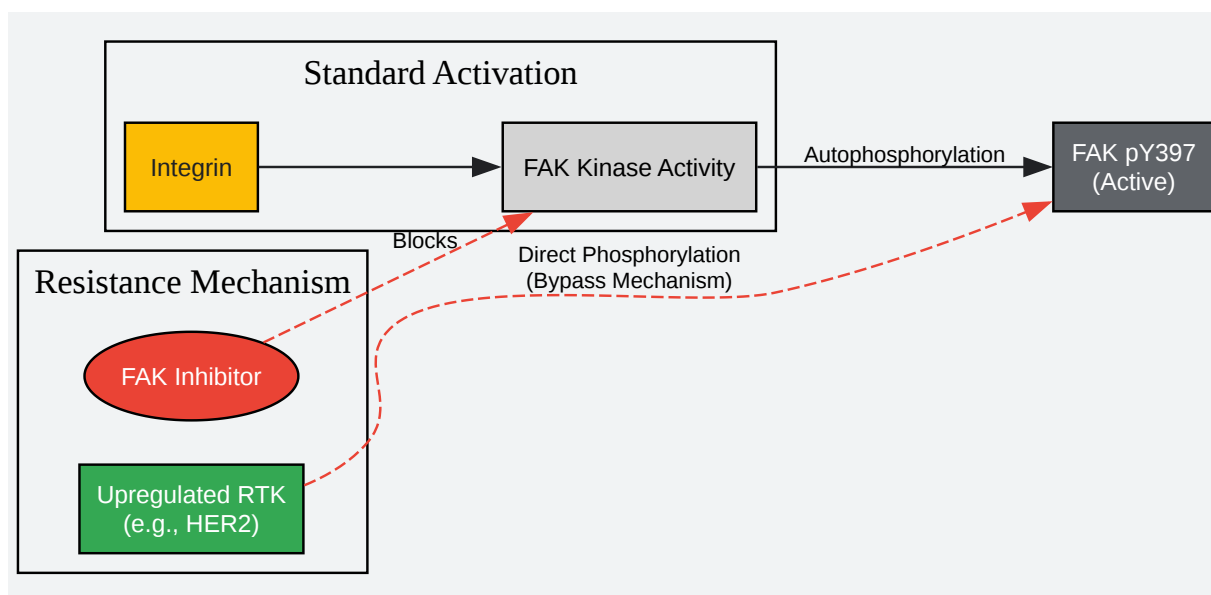 Standard Activation
Integrin
FAK Kinase Activity
Autophosphorylation
FAK pY397
(Active)
Blocks
Direct Phosphorylation
(Bypass Mechanism)
Resistance Mechanism
FAK Inhibitor
Upregulated RTK
(e.g., HER2)